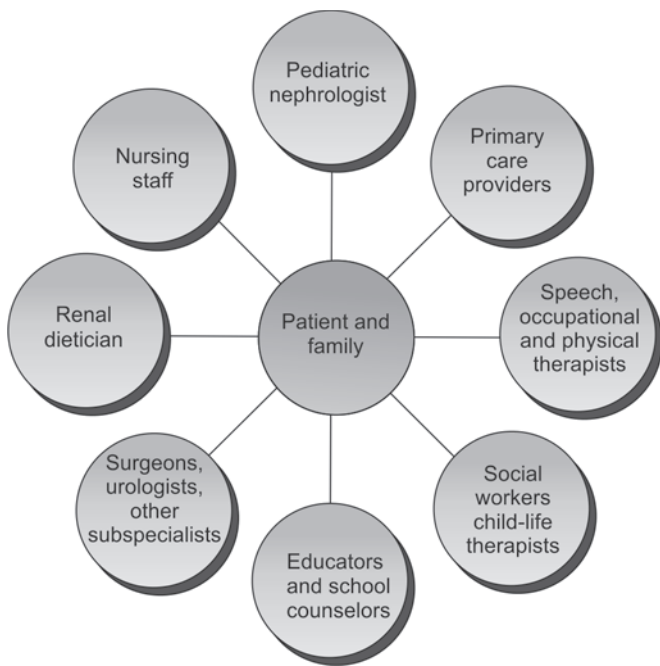 Pediatric
nephrologist
Primary
care
providers
Speech,
occupational
and physical
therapists
Social
workers
child-life
therapists
Educators
and school
counselors
Surgeons,
urologists,
other
subspecialists
Renal
dietician
Nursing
staff
Patient and
family